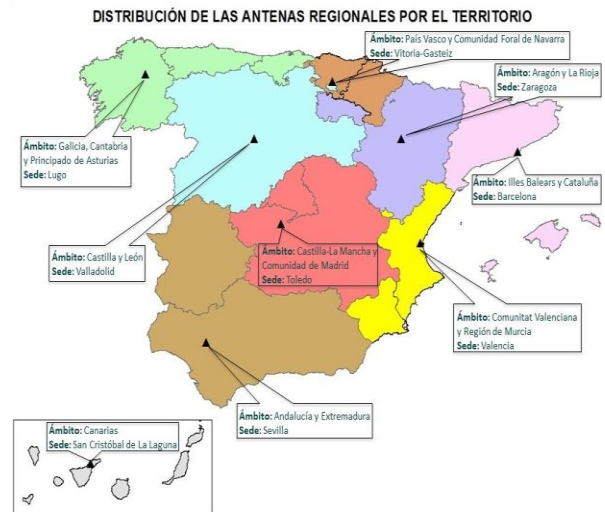 DISTRIBUCIÓN DE LAS ANTENAS REGIONALES POR EL TERRITORIO
Ámbito: País Vasco y Comunidad Foral de Navarra
Sede: Vitoria-Gasteiz
Ámbito: Aragón y La Rioja
Sede: Zaragoza
Ámbito: Galicia, Cantabria
y Principado de Asturias
Sede: Lugo
Ámbito: Illes Balears y Cataluña
Sede: Barcelona
Ámbito: Castilla y León
Sede: Valladolid
Ámbito: Castilla-La Mancha y
Comunidad de Madrid
Sede: Toledo
Ámbito: Comunitat Valenciana
y Región de Murcia
Sede: Valencia
Ámbito: Andalucía y Extremadura
Sede: Sevilla
Ámbito: Canarias
Sede: San Cristóbal de La Laguna